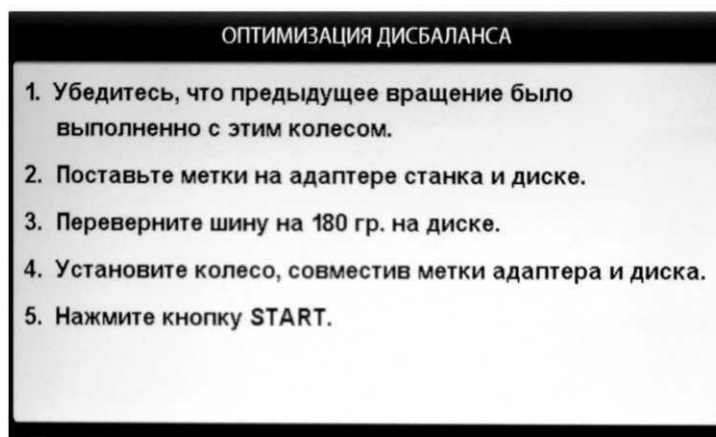 ОПТИМИЗАЦИЯ ДИСБАЛАНСА
1. Убедитесь, что предыдущее вращение было
выполненно с этим колесом.
2. Поставьте метки на адаптере станка и диске.
3. Переверните шину на 180 гр. на диске.
4. Установите колесо, совместив метки адаптера и диска.
5. Нажмите кнопку START.